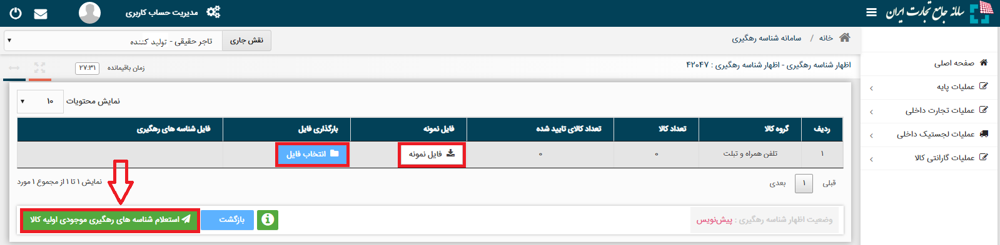 سامانه جامع تجارت ایران
مدیریت حساب کاربری
خانه / سامانه شناسه رهگیری
نقش جاری
تاجر حقیقی - تولید کننده
اظهار شناسه رهگیری - اظهار شناسه رهگیری : ۴۲۰۴۷
زمان باقیمانده ۲۷:۳۱
صفحه اصلی
عملیات پایه
عملیات تجارت داخلی
عملیات لجستیک داخلی
عملیات گارانتی کالا
نمایش محتویات ۱۰
ردیف گروه کالا تعداد کالا تعداد کالای تایید شده فایل نمونه بارگذاری فایل فایل شناسه های رهگیری
۱ تلفن همراه و تبلت ۰ ۰ فایل نمونه انتخاب فایل
قبلی ۱ بعدی
نمایش ۱ تا ۱ از مجموع ۱ مورد
وضعیت اظهار شناسه رهگیری : پیش‌نویس
بازگشت
استعلام شناسه های رهگیری موجودی اولیه کالا